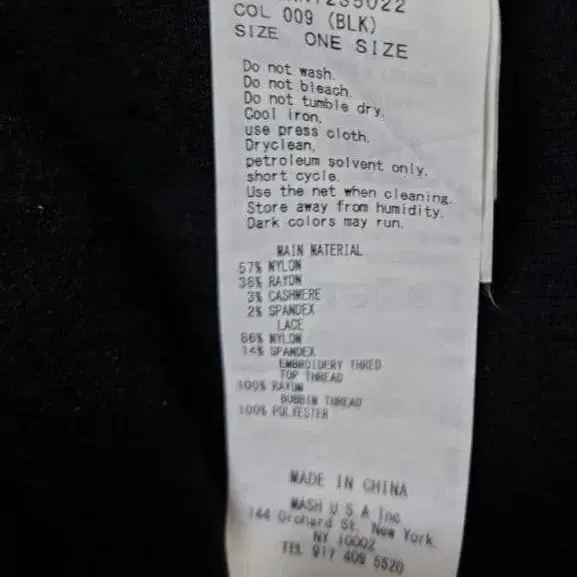 COL 009 (BLK)
SIZE ONE SIZE
Do not wash.
Do not bleach.
Do not tumble dry.
Cool iron,
use press cloth.
Dryclean,
petroleum solvent only.
short cycle.
Use the net when cleaning.
Store away from humidity.
Dark colors may run.
MAIN MATERIAL
57% NYLON
38% RAYON
3% CASHMERE
2% SPANDEX
LACE
86% NYLON
14% SPANDEX
EMBROIDERY THRED
TOP THREAD
100% RAYON
BOBBIN THREAD
100% POLYESTER
MADE IN CHINA
MASH U S A Inc
144 Orchard St. New York.
NY 10002
TEL 917 409 5520